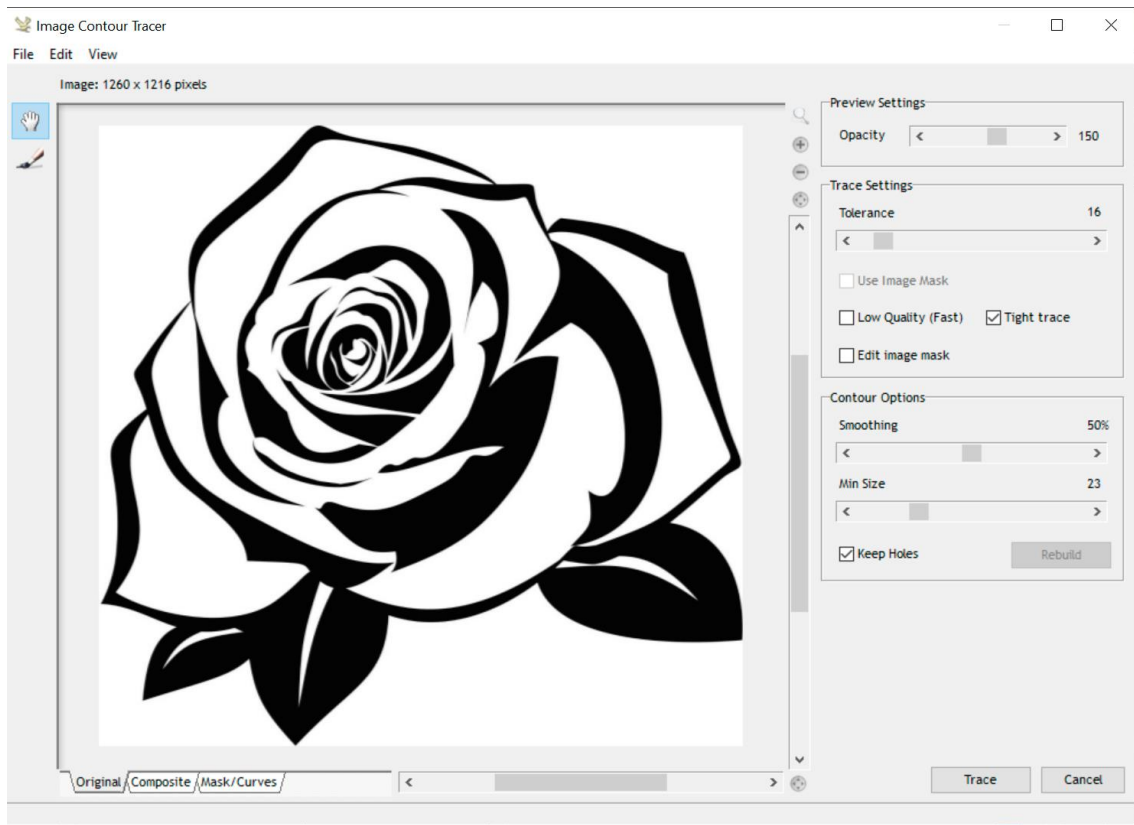 Image Contour Tracer
File Edit View
Image: 1260 x 1216 pixels
Preview Settings
Opacity 150
Trace Settings
Tolerance 16
Use Image Mask
Low Quality (Fast) Tight trace
Edit image mask
Contour Options
Smoothing 50%
Min Size 23
Keep Holes Rebuild
Original Composite Mask/Curves
Trace Cancel